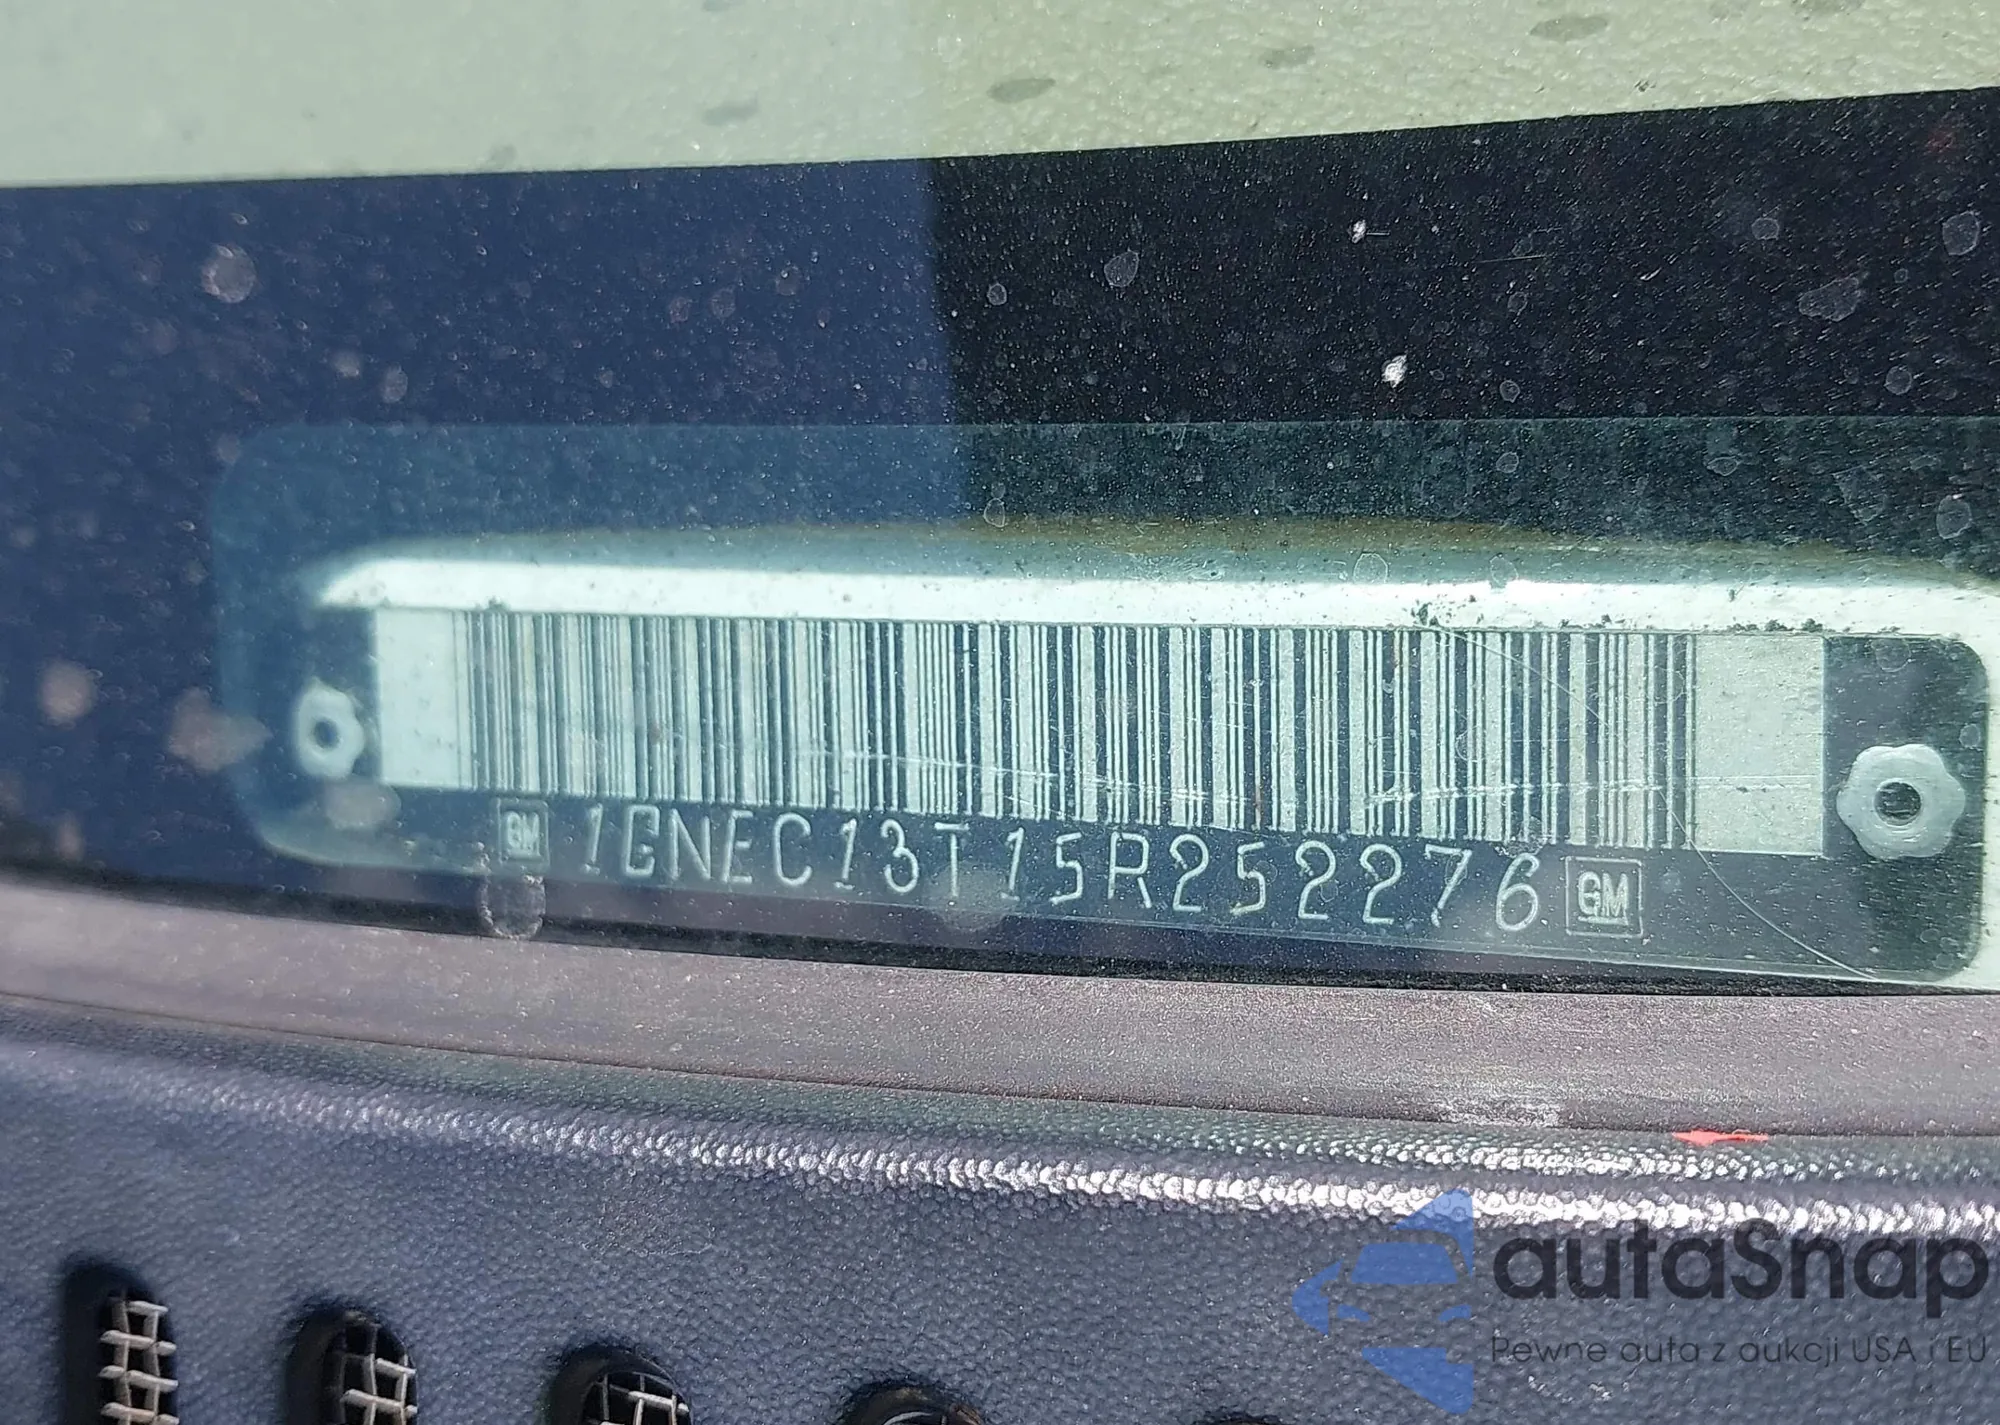 GM 1GNEC13T15R252276 GM
autaSnap
Pewne auta z aukcji USA i EU